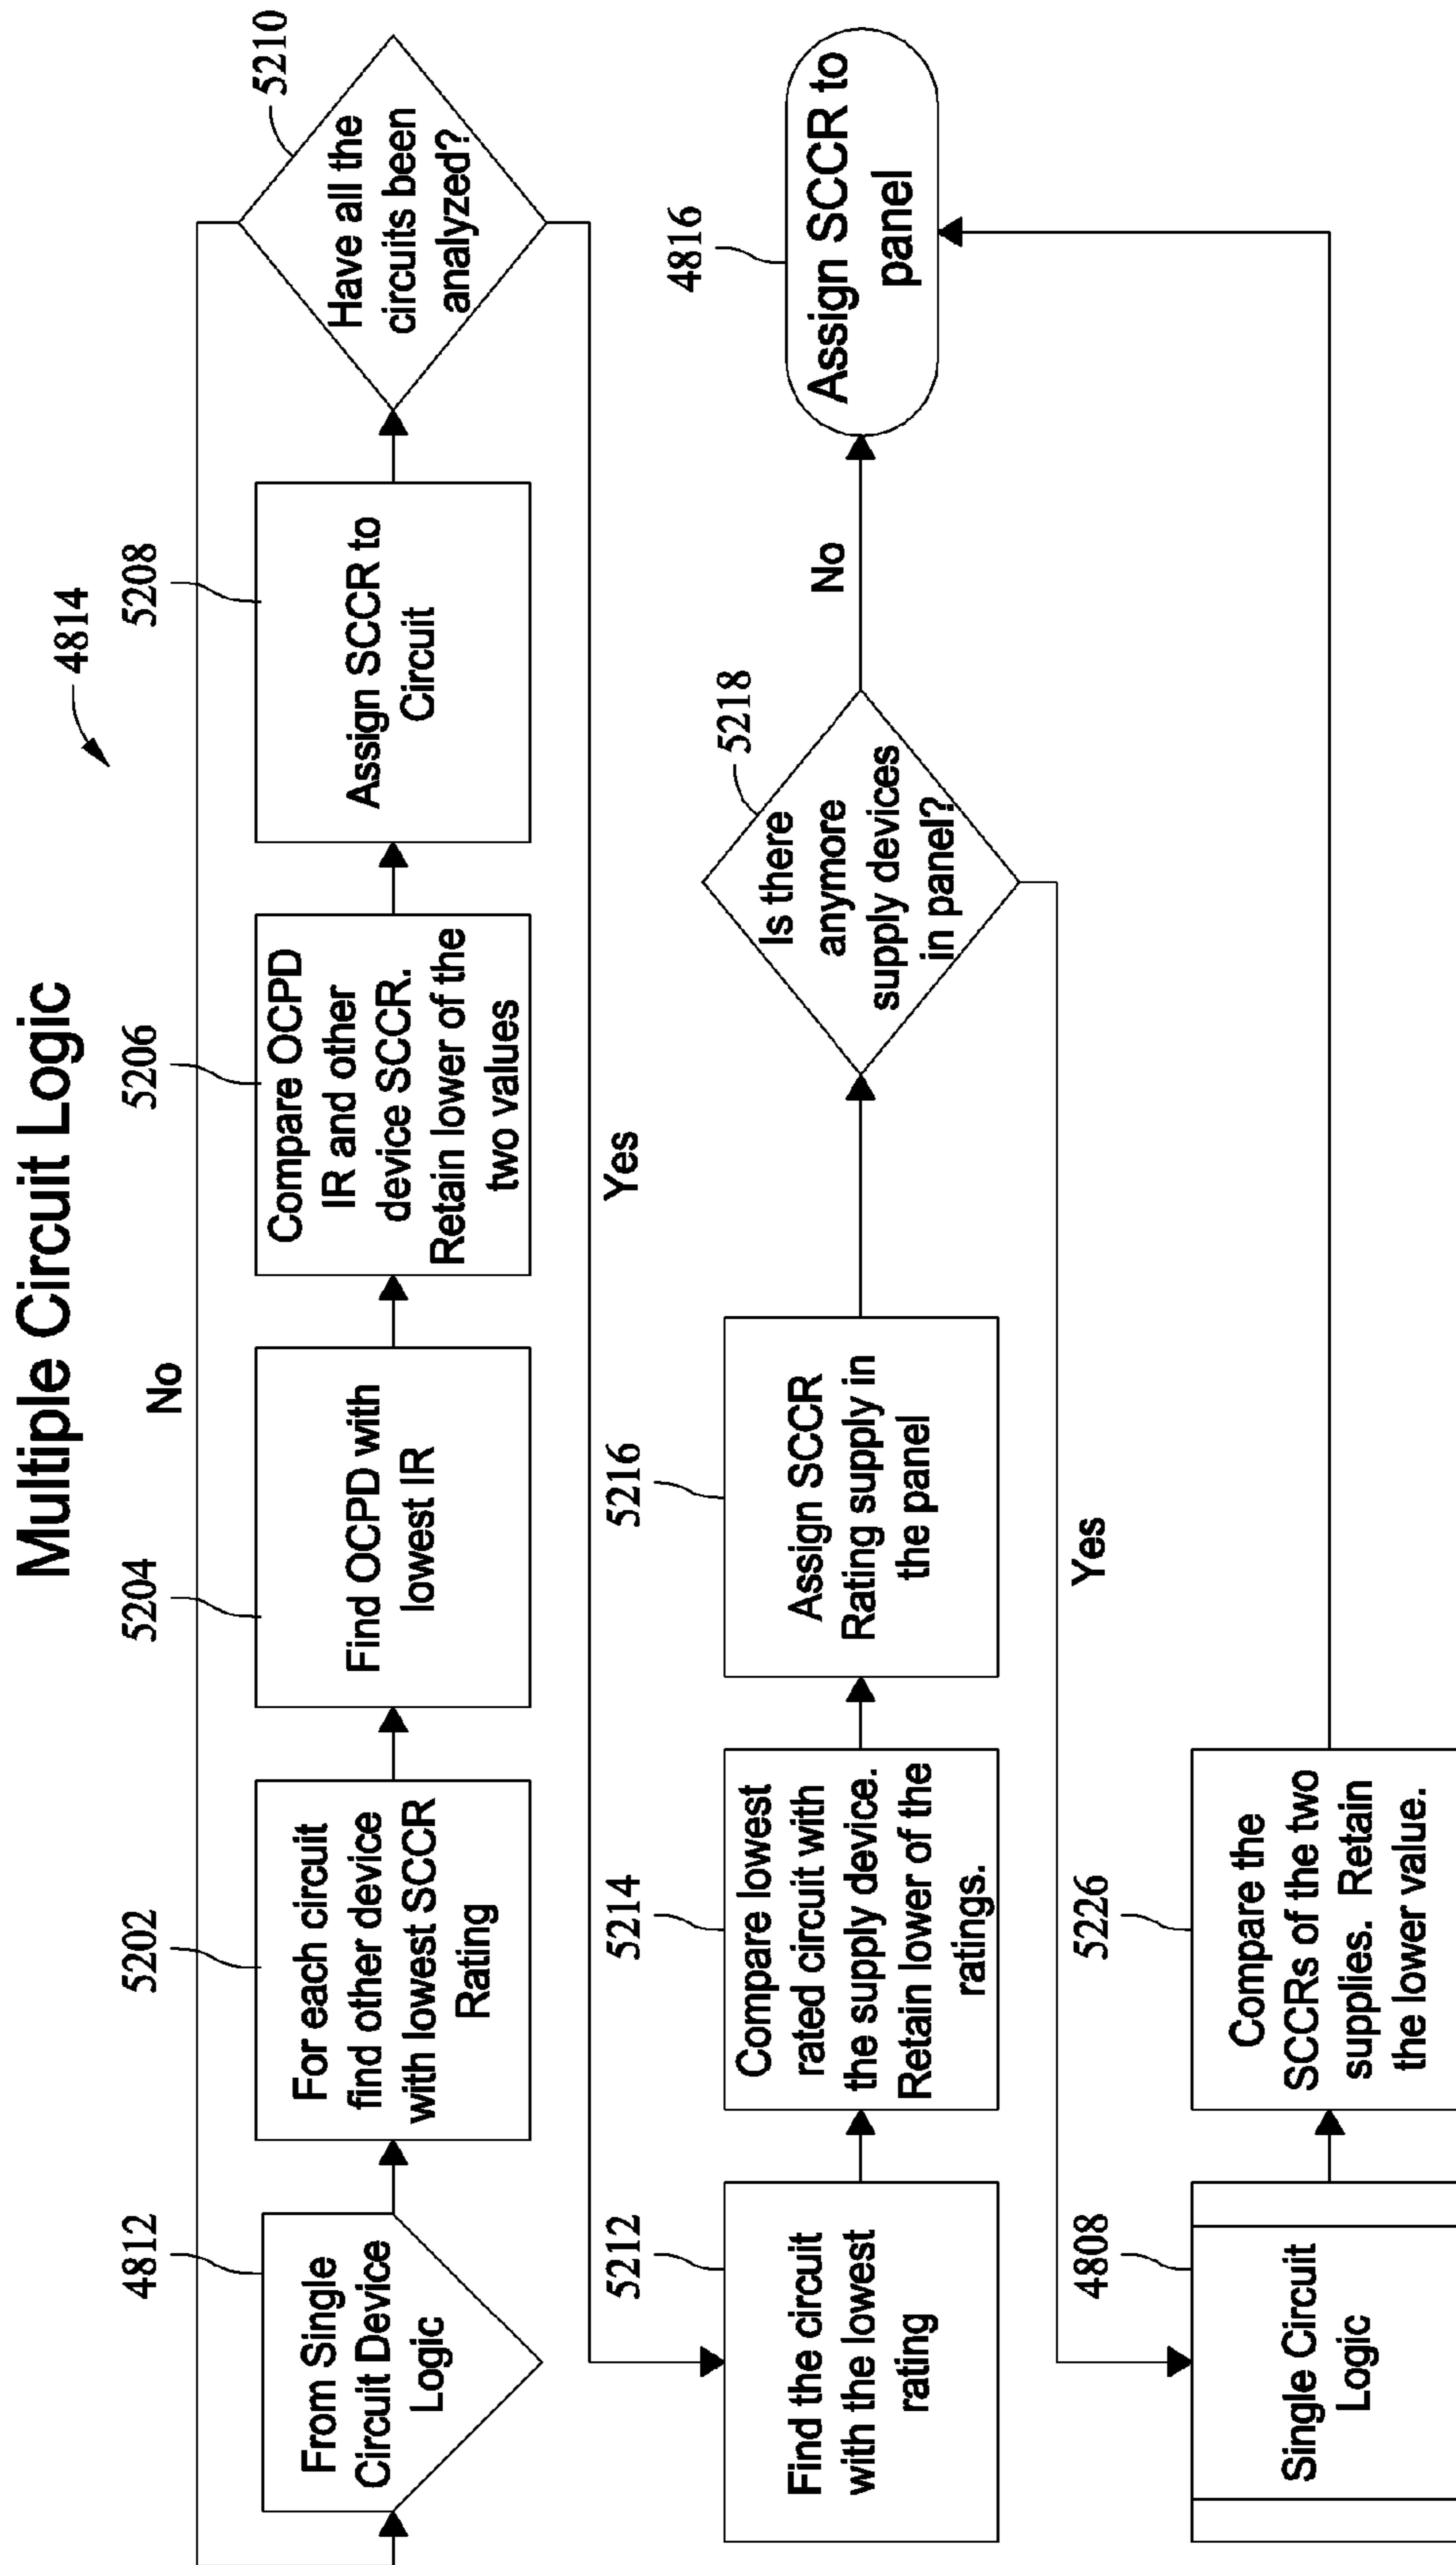 Multiple Circuit Logic
4814
No
4812
From Single
Circuit Device
Logic
5202
For each circuit
find other device
with lowest SCCR
Rating
5204
Find OCPD with
lowest IR
5206
Compare OCPD
IR and other
device SCCR.
Retain lower of the
two values
5208
Assign SCCR to
Circuit
5210
Have all the
circuits been
analyzed?
Yes
5212
Find the circuit
with the lowest
rating
5214
Compare lowest
rated circuit with
the supply device.
Retain lower of the
ratings.
5216
Assign SCCR
Rating supply in
the panel
5218
Is there
anymore
supply devices
in panel?
No
4816
Assign SCCR to
panel
Yes
4808
Single Circuit
Logic
5226
Compare the
SCCRs of the two
supplies. Retain
the lower value.